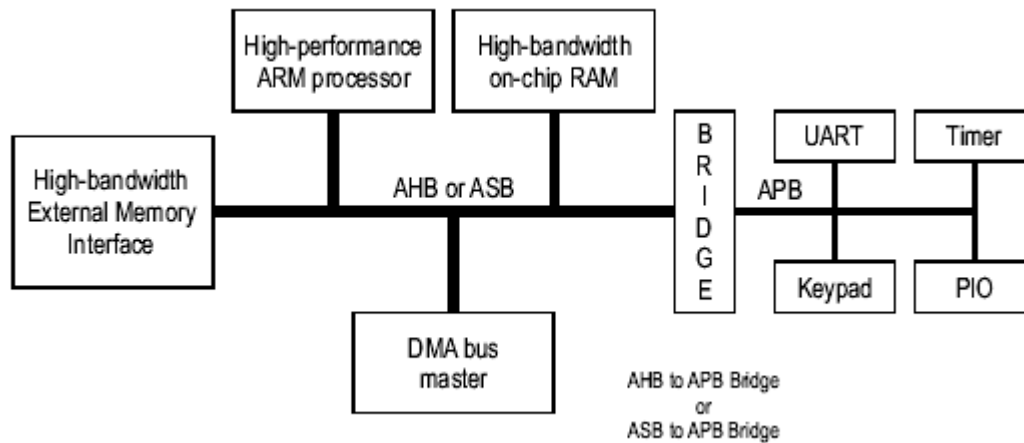 High-performance
ARM processor
High-bandwidth
on-chip RAM
High-bandwidth
External Memory
Interface
AHB or ASB
B
R
I
D
G
E
APB
UART
Timer
Keypad
PIO
DMA bus
master
AHB to APB Bridge
or
ASB to APB Bridge